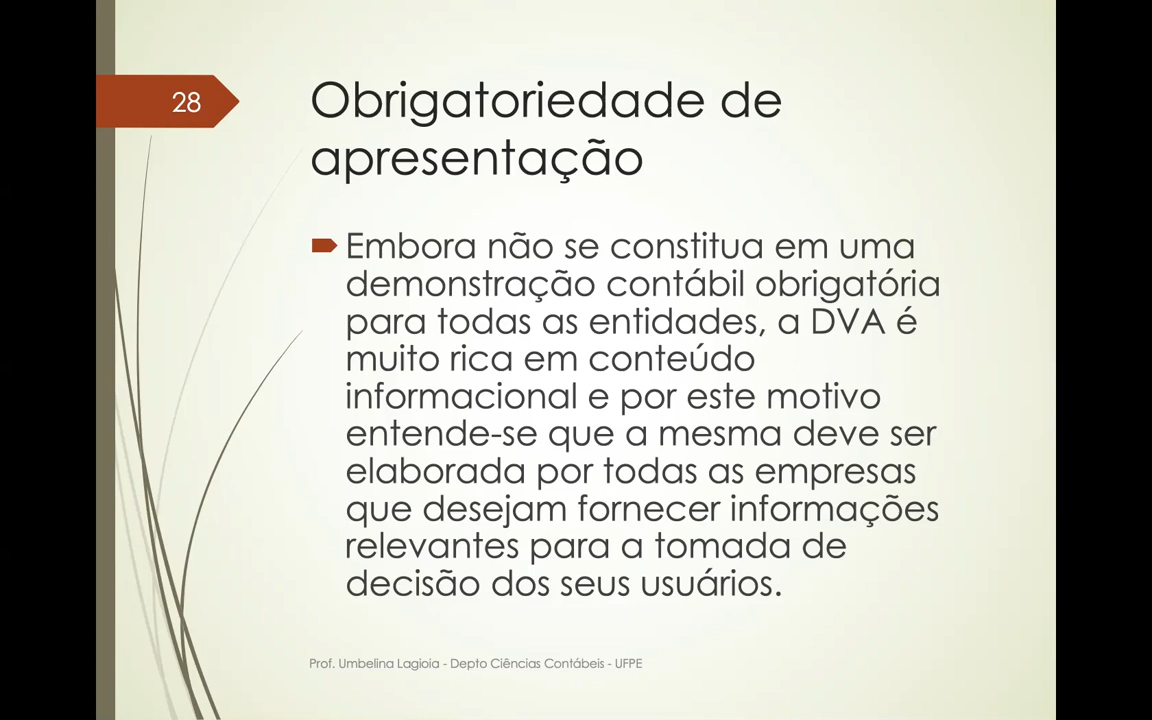 28
Obrigatoriedade de
apresentação
Embora não se constitua em uma
demonstração contábil obrigatória
para todas as entidades, a DVA é
muito rica em conteúdo
informacional e por este motivo
entende-se que a mesma deve ser
elaborada por todas as empresas
que desejam fornecer informações
relevantes para a tomada de
decisão dos seus usuários.
Prof. Umbelina Lagioia - Depto Ciências Contábeis - UFPE